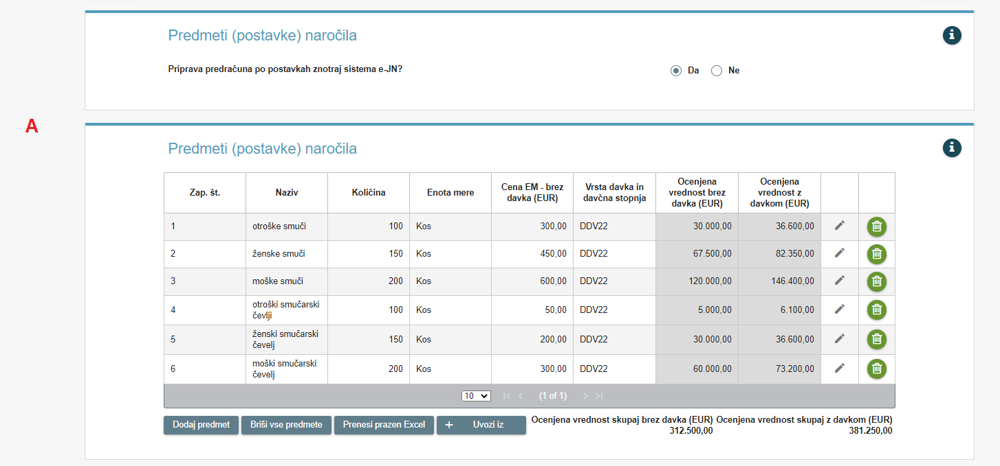 Predmeti (postavke) naročila
Priprava predračuna po postavkah znotraj sistema e-JN?
Da
Ne
A
Predmeti (postavke) naročila
Zap. št. Naziv Količina Enota mere Cena EM - brez davka (EUR) Vrsta davka in davčna stopnja Ocenjena vrednost brez davka (EUR) Ocenjena vrednost z davkom (EUR)
1 otroške smuči 100 Kos 300,00 DDV22 30.000,00 36.600,00
2 ženske smuči 150 Kos 450,00 DDV22 67.500,00 82.350,00
3 moške smuči 200 Kos 600,00 DDV22 120.000,00 146.400,00
4 otroški smučarski čevlji 100 Kos 50,00 DDV22 5.000,00 6.100,00
5 ženski smučarski čevelj 150 Kos 200,00 DDV22 30.000,00 36.600,00
6 moški smučarski čevelj 200 Kos 300,00 DDV22 60.000,00 73.200,00
10 (1 of 1)
Dodaj predmet Briši vse predmete Prenesi prazen Excel + Uvozi iz
Ocenjena vrednost skupaj brez davka (EUR) Ocenjena vrednost skupaj z davkom (EUR)
312.500,00 381.250,00